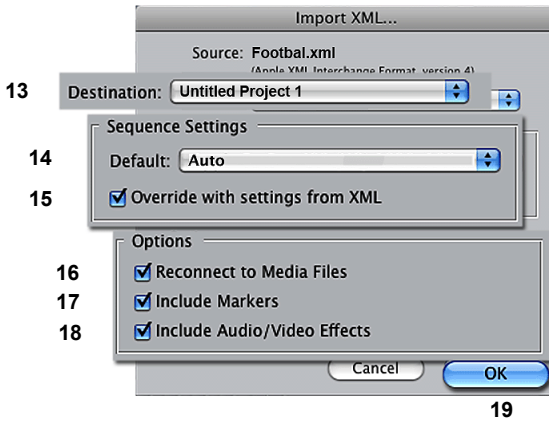 Import XML...
Source: Footbal.xml
(Apple XML Interchange Format, version 4)
13 Destination: Untitled Project 1
Sequence Settings
14 Default: Auto
15 Override with settings from XML
Options
16 Reconnect to Media Files
17 Include Markers
18 Include Audio/Video Effects
Cancel OK
19